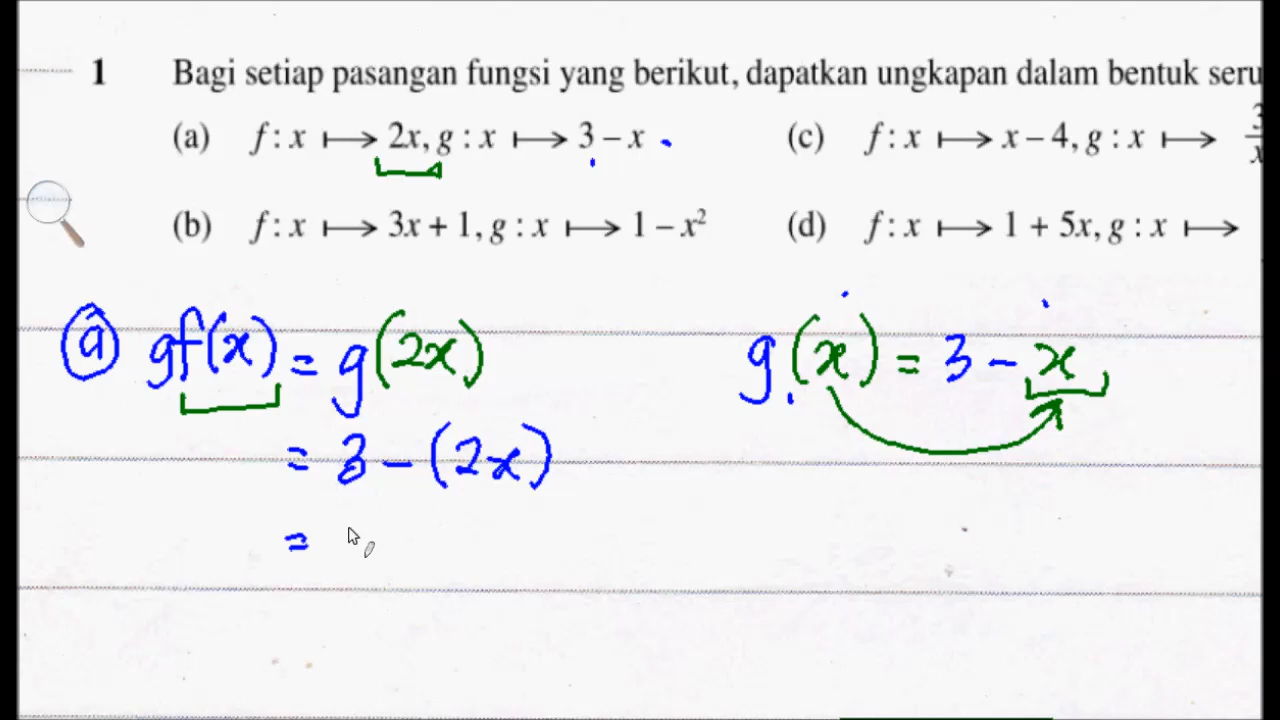 1 Bagi setiap pasangan fungsi yang berikut, dapatkan ungkapan dalam bentuk seru
(a) f : x ⟼ 2x, g : x ⟼ 3 – x (c) f : x ⟼ x – 4, g : x ⟼ 3/x
(b) f : x ⟼ 3x + 1, g : x ⟼ 1 – x² (d) f : x ⟼ 1 + 5x, g : x ⟼
(a) gf(x) = g(2x) g(x) = 3 – x
= 3 – (2x)
=